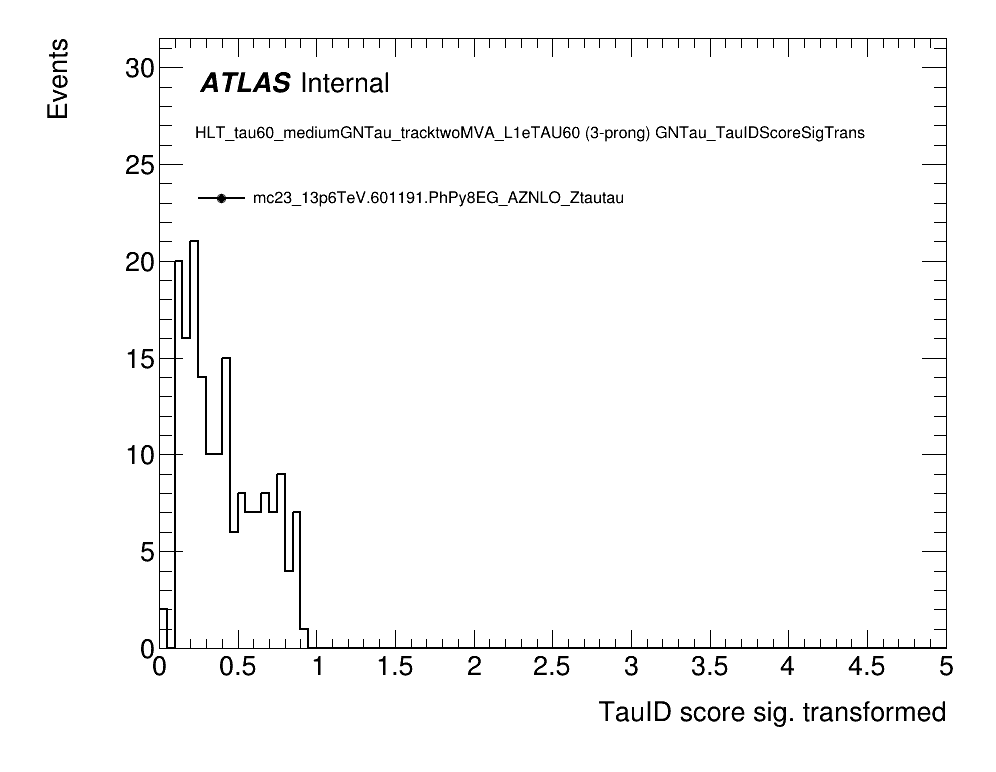 Events
30
ATLAS Internal
HLT_tau60_mediumGNTau_tracktwoMVA_L1eTAU60 (3-prong) GNTau_TauIDScoreSigTrans
25
mc23_13p6TeV.601191.PhPy8EG_AZNLO_Ztautau
20
15
10
5
0
0 0.5 1 1.5 2 2.5 3 3.5 4 4.5 5
TauID score sig. transformed